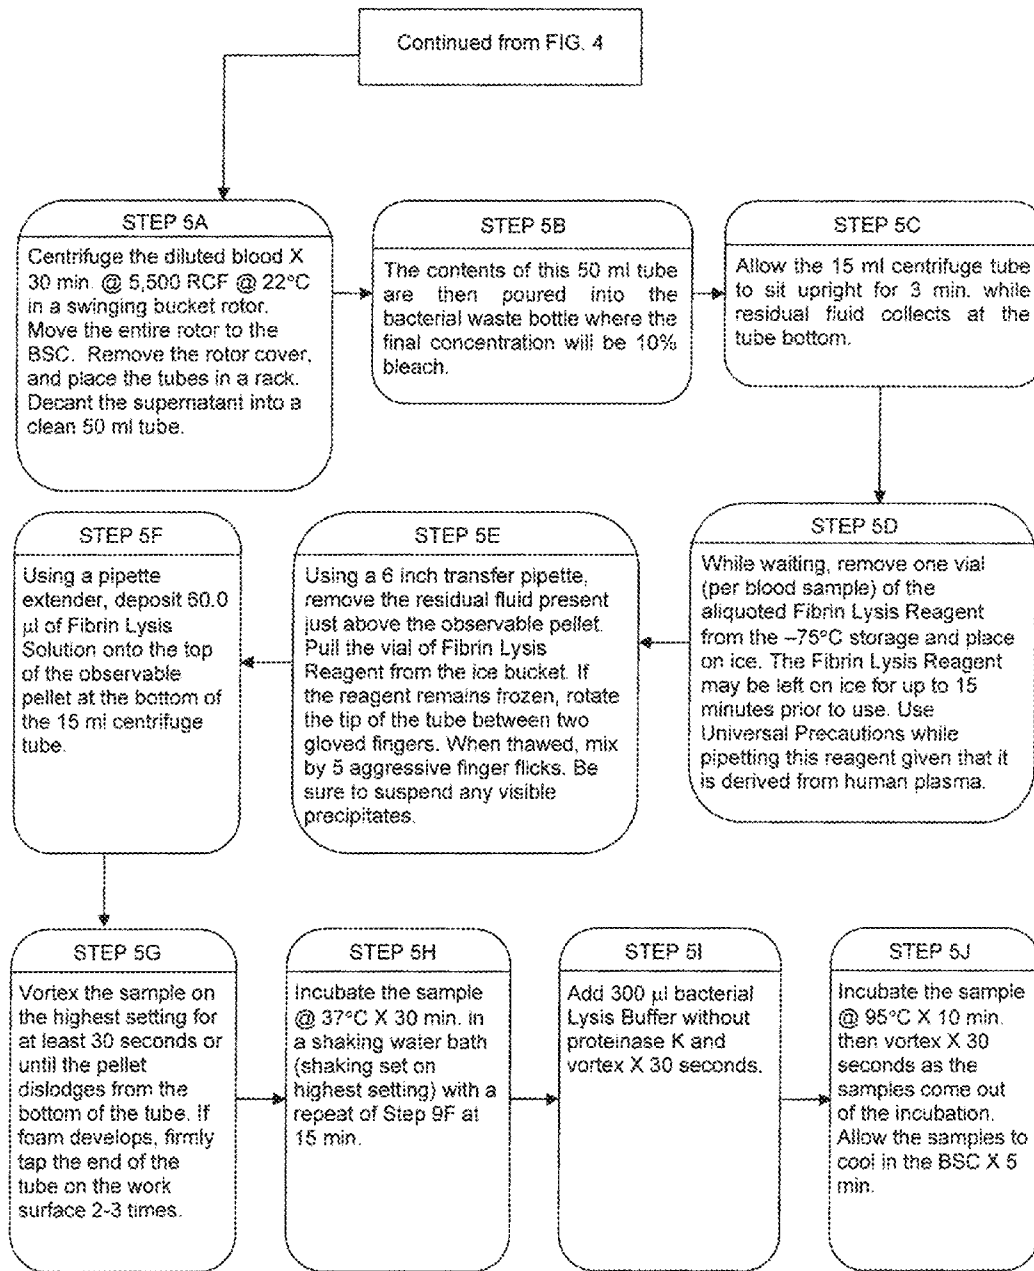 Continued from FIG. 4
STEP 5A
Centrifuge the diluted blood X
30 min. @ 5,500 RCF @ 22°C
in a swinging bucket rotor.
Move the entire rotor to the
BSC. Remove the rotor cover,
and place the tubes in a rack.
Decant the supernatant into a
clean 50 ml tube.
STEP 5B
The contents of this 50 ml tube
are then poured into the
bacterial waste bottle where the
final concentration will be 10%
bleach.
STEP 5C
Allow the 15 ml centrifuge tube
to sit upright for 3 min. while
residual fluid collects at the
tube bottom.
STEP 5D
While waiting, remove one vial
(per blood sample) of the
aliquoted Fibrin Lysis Reagent
from the –75°C storage and place
on ice. The Fibrin Lysis Reagent
may be left on ice for up to 15
minutes prior to use. Use
Universal Precautions while
pipetting this reagent given that it
is derived from human plasma.
STEP 5E
Using a 6 inch transfer pipette,
remove the residual fluid present
just above the observable pellet.
Pull the vial of Fibrin Lysis
Reagent from the ice bucket. If
the reagent remains frozen, rotate
the tip of the tube between two
gloved fingers. When thawed, mix
by 5 aggressive finger flicks. Be
sure to suspend any visible
precipitates.
STEP 5F
Using a pipette
extender, deposit 60.0
µl of Fibrin Lysis
Solution onto the top
of the observable
pellet at the bottom of
the 15 ml centrifuge
tube.
STEP 5G
Vortex the sample on
the highest setting for
at least 30 seconds or
until the pellet
dislodges from the
bottom of the tube. If
foam develops, firmly
tap the end of the
tube on the work
surface 2-3 times.
STEP 5H
Incubate the sample
@ 37°C X 30 min. in
a shaking water bath
(shaking set on
highest setting) with a
repeat of Step 9F at
15 min.
STEP 5I
Add 300 µl bacterial
Lysis Buffer without
proteinase K and
vortex X 30 seconds.
STEP 5J
Incubate the sample
@ 95°C X 10 min.
then vortex X 30
seconds as the
samples come out
of the incubation.
Allow the samples to
cool in the BSC X 5
min.